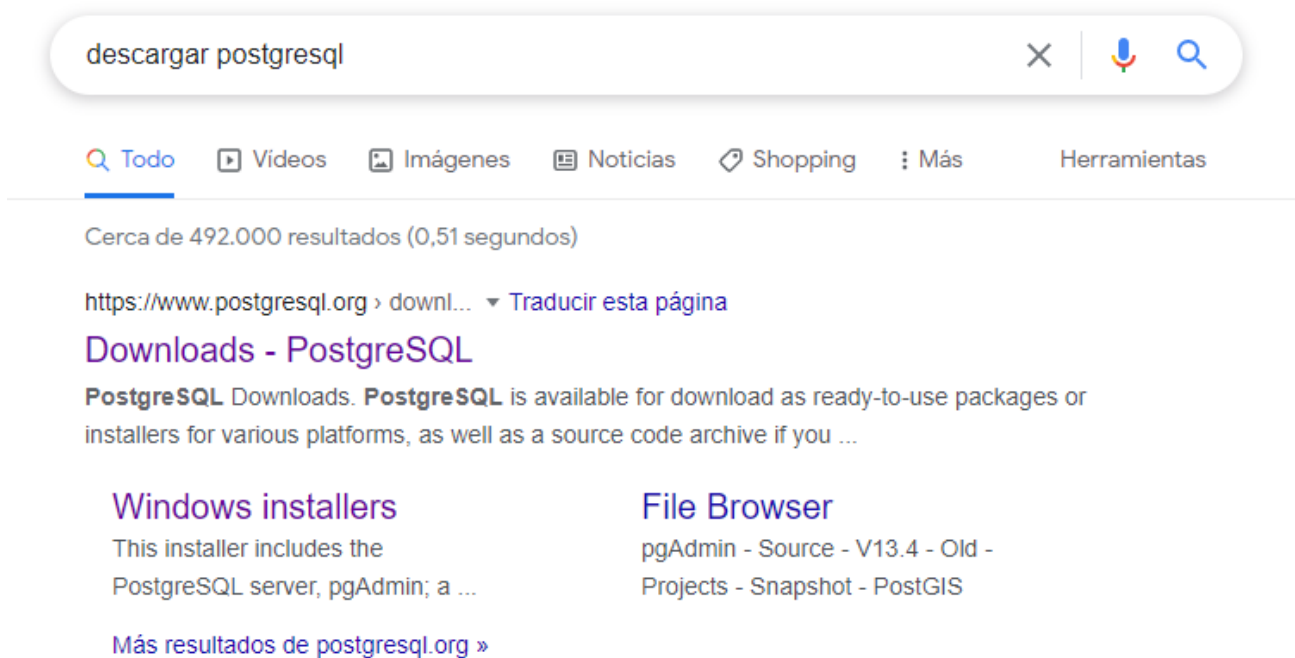 descargar postgresql
Todo Vídeos Imágenes Noticias Shopping Más Herramientas
Cerca de 492.000 resultados (0,51 segundos)
https://www.postgresql.org › downl... Traducir esta página
Downloads - PostgreSQL
PostgreSQL Downloads. PostgreSQL is available for download as ready-to-use packages or
installers for various platforms, as well as a source code archive if you ...
Windows installers
This installer includes the
PostgreSQL server, pgAdmin; a ...
File Browser
pgAdmin - Source - V13.4 - Old -
Projects - Snapshot - PostGIS
Más resultados de postgresql.org »